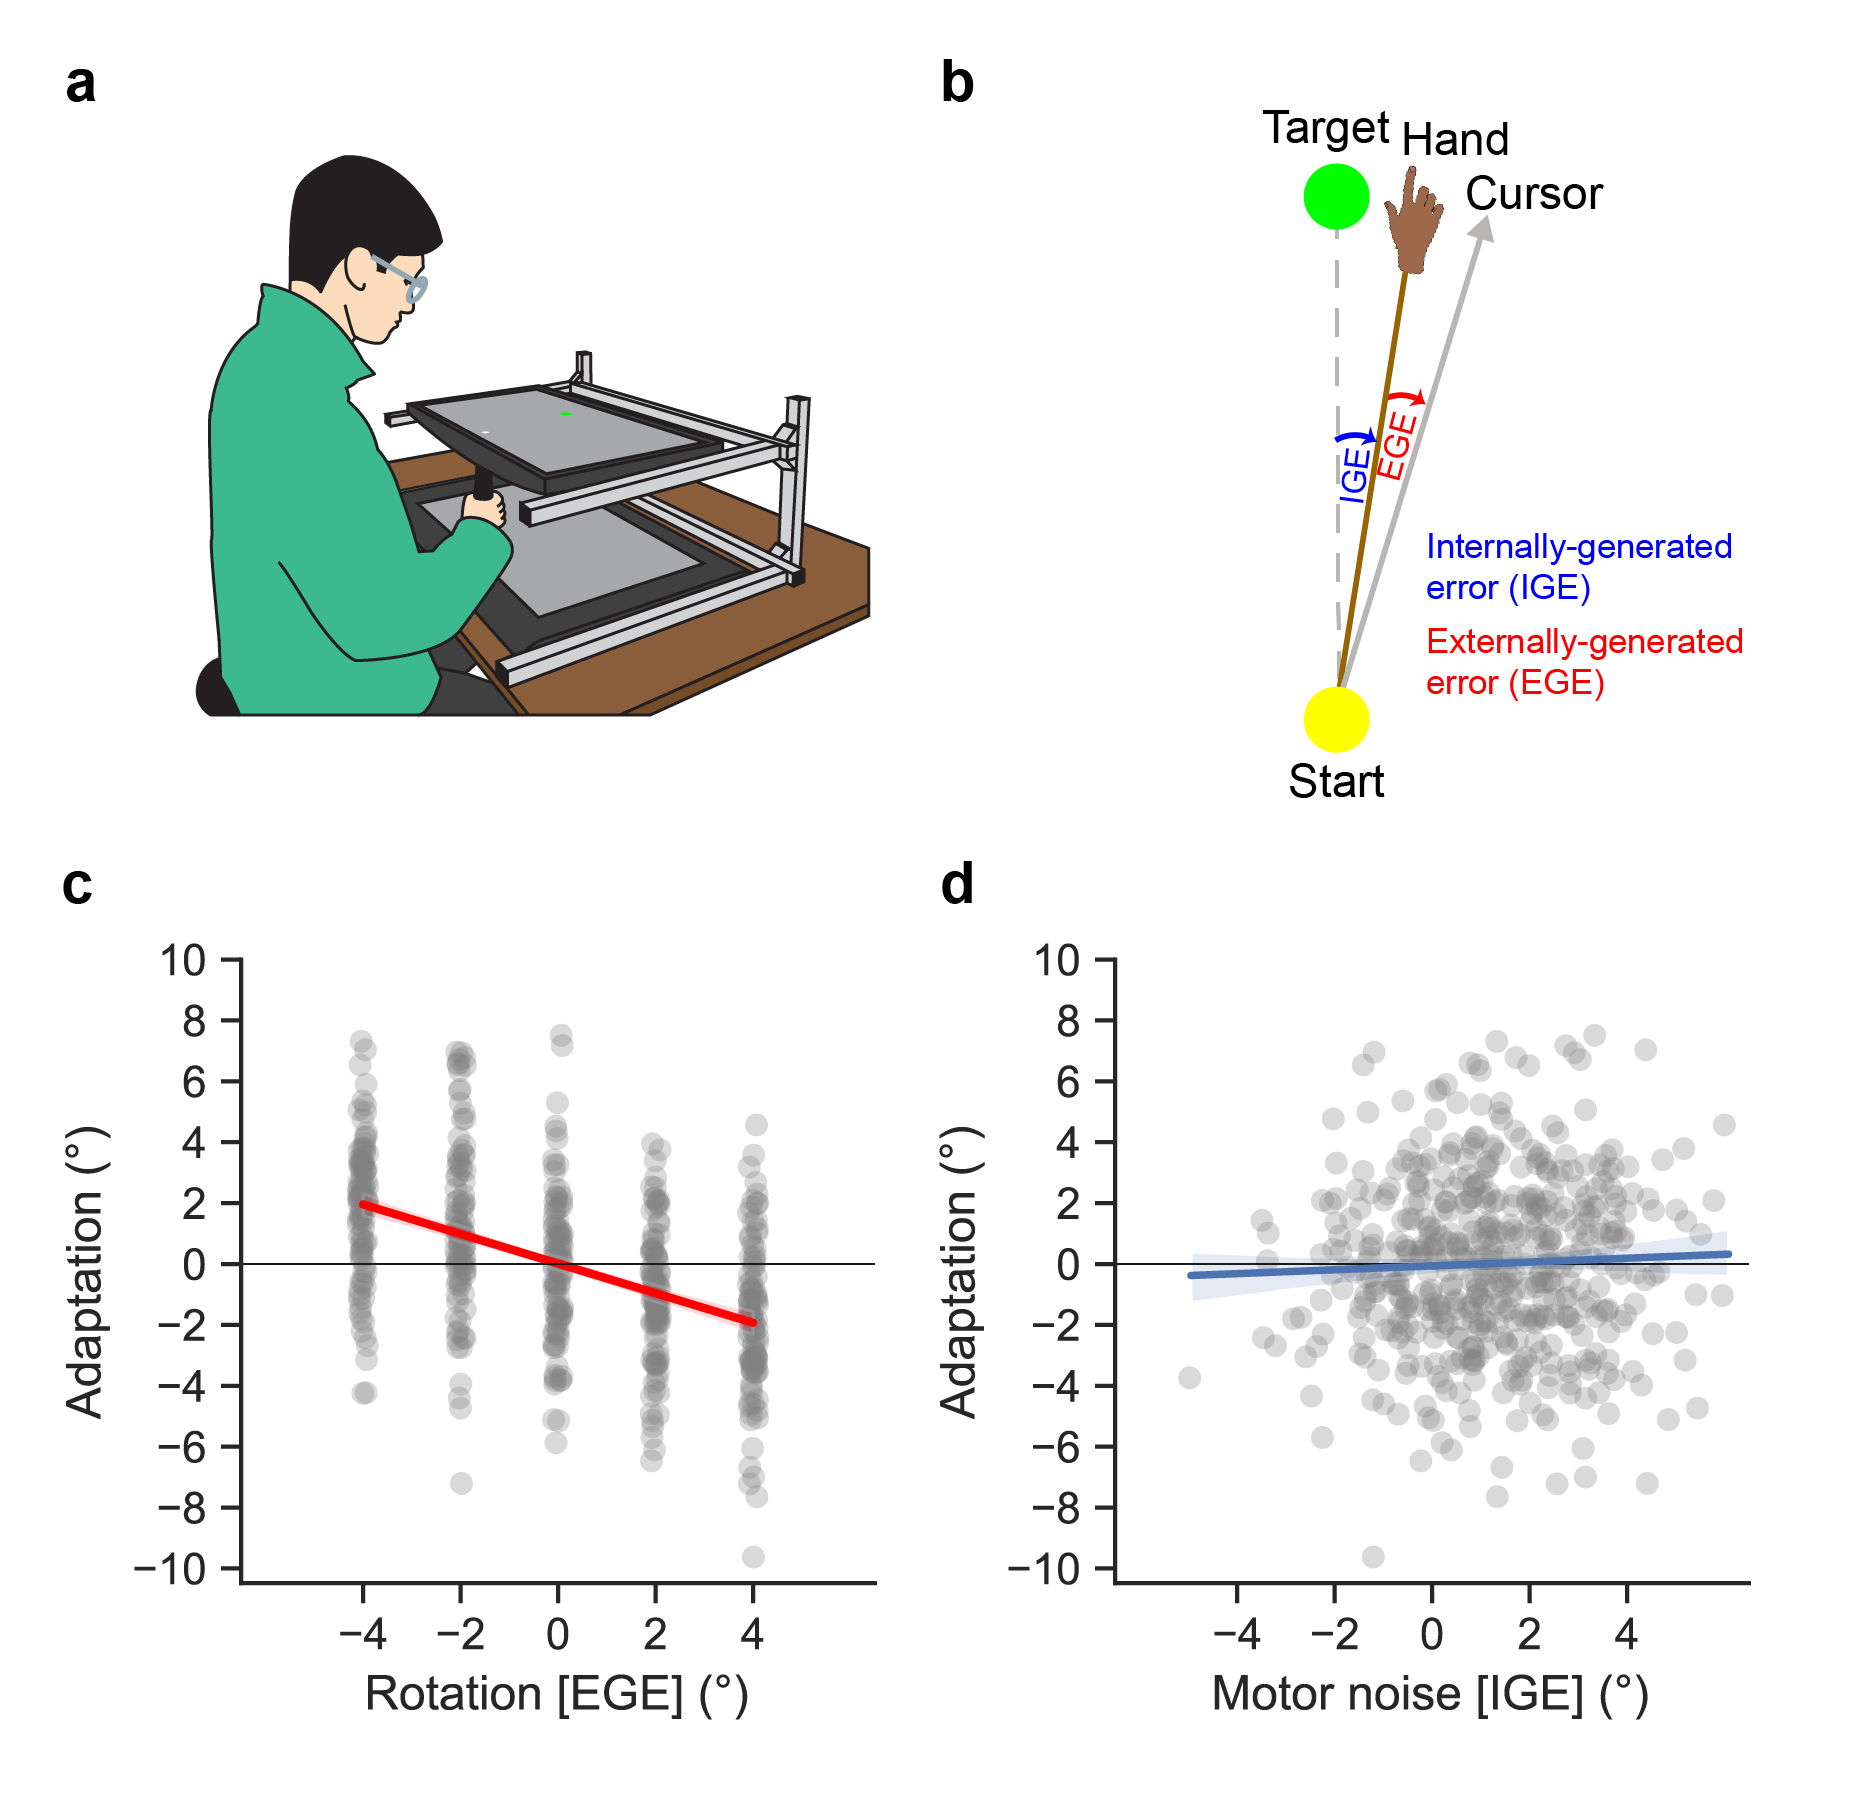 a
b
Target
Hand
Cursor
IGE
EGE
Internally-generated
error (IGE)
Externally-generated
error (EGE)
Start
c
10
8
6
4
2
0
−2
−4
−6
−8
−10
Adaptation (°)
−4 −2 0 2 4
Rotation [EGE] (°)
d
10
8
6
4
2
0
−2
−4
−6
−8
−10
Adaptation (°)
−4 −2 0 2 4
Motor noise [IGE] (°)